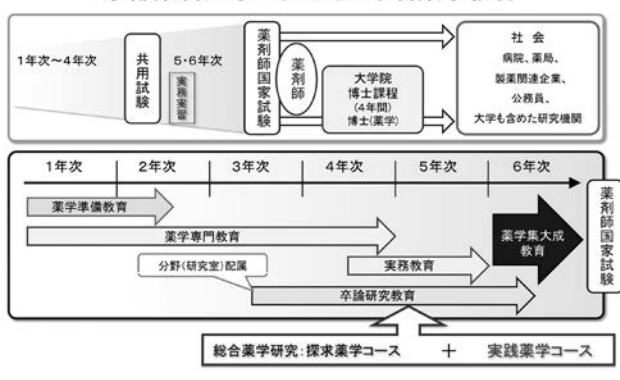 1年次～4年次
共用試験
5・6年次
実務実習
薬剤師国家試験
薬剤師
大学院
博士課程
(4年間)
博士(薬学)
社会
病院、薬局、
製薬関連企業、
公務員、
大学も含めた研究機関
1年次
2年次
3年次
4年次
5年次
6年次
薬学準備教育
薬学専門教育
分野(研究室)配属
実務教育
卒論研究教育
薬学集大成
教育
薬剤師国家試験
総合薬学研究:探求薬学コース + 実践薬学コース